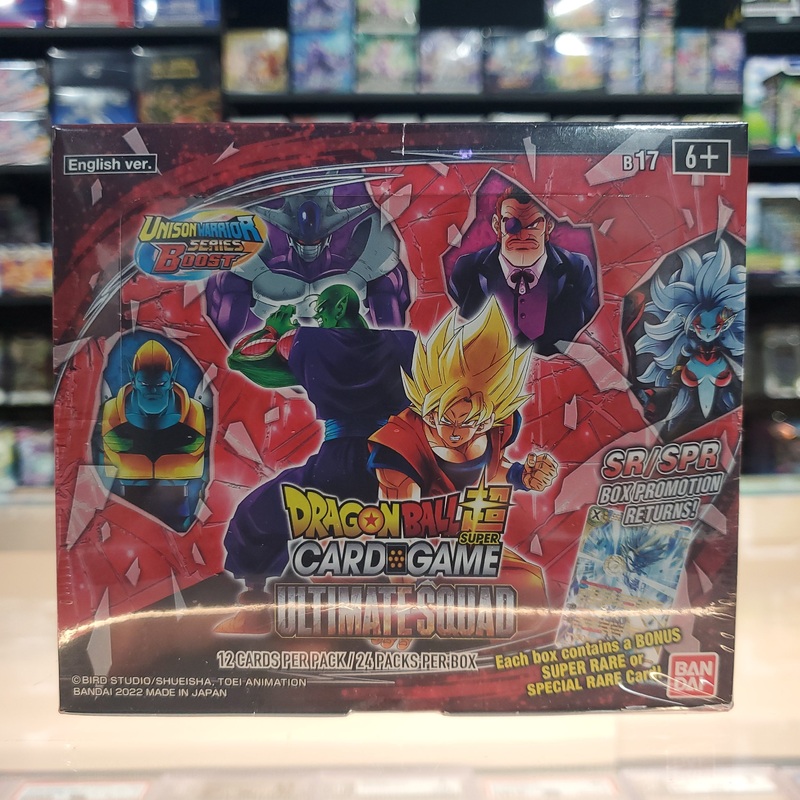 English ver.
B17
6+
UNISON WARRIOR
SERIES
BOOST
SR/SPR
BOX PROMOTION
RETURNS!
DRAGON BALL 超
SUPER
CARD GAME
ULTIMATE SQUAD
12 CARDS PER PACK / 24 PACKS PER BOX
Each box contains a BONUS
SUPER RARE or
SPECIAL RARE Card!
©BIRD STUDIO/SHUEISHA, TOEI ANIMATION
BANDAI 2022 MADE IN JAPAN
BAN
DAI